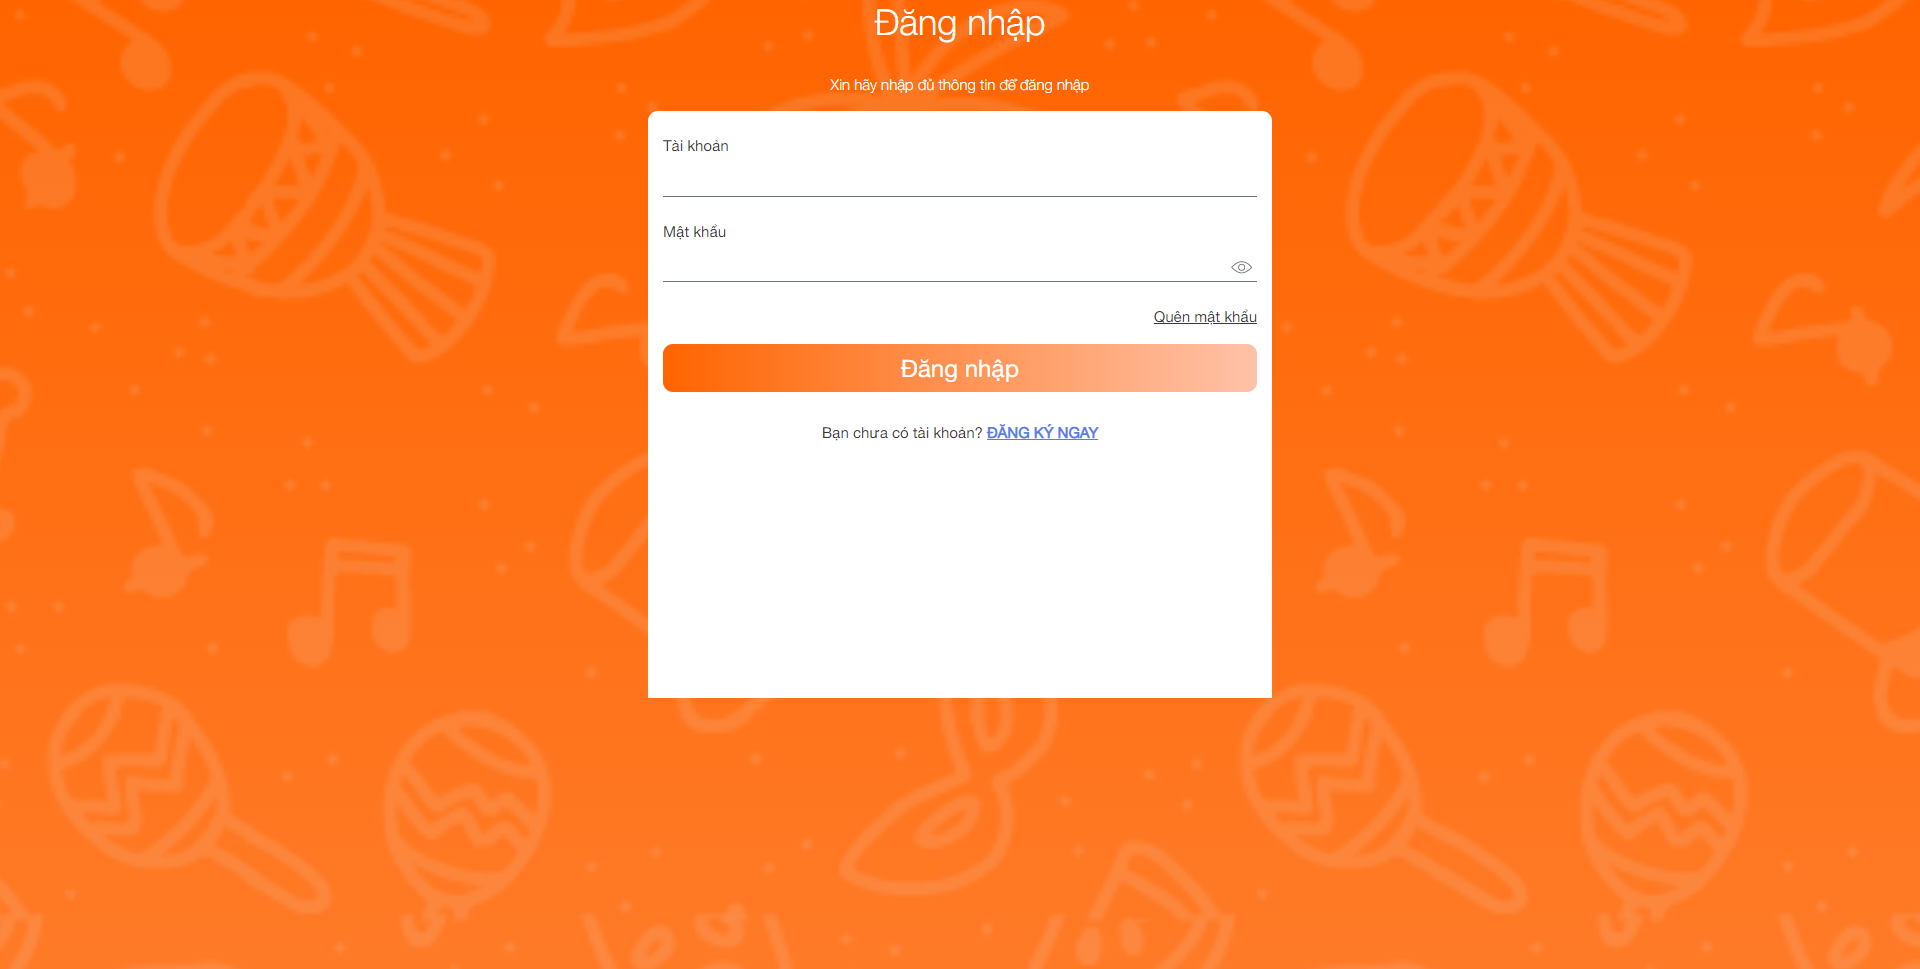 Đăng nhập
Xin hãy nhập đủ thông tin để đăng nhập
Tài khoản
Mật khẩu
Quên mật khẩu
Đăng nhập
Bạn chưa có tài khoản? ĐĂNG KÝ NGAY